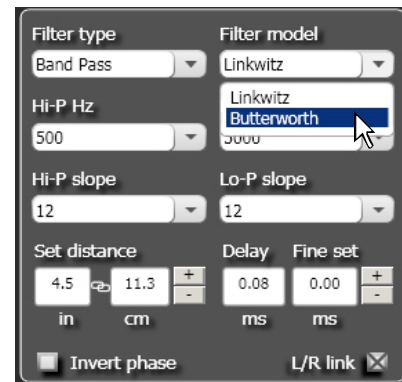 Filter type Filter model
Band Pass Linkwitz
Linkwitz
Hi-P Hz
Butterworth
500 5000
Hi-P slope Lo-P slope
12 12
Set distance Delay Fine set
4.5 11.3 + - 0.08 0.00 + -
in cm ms ms
Invert phase L/R link